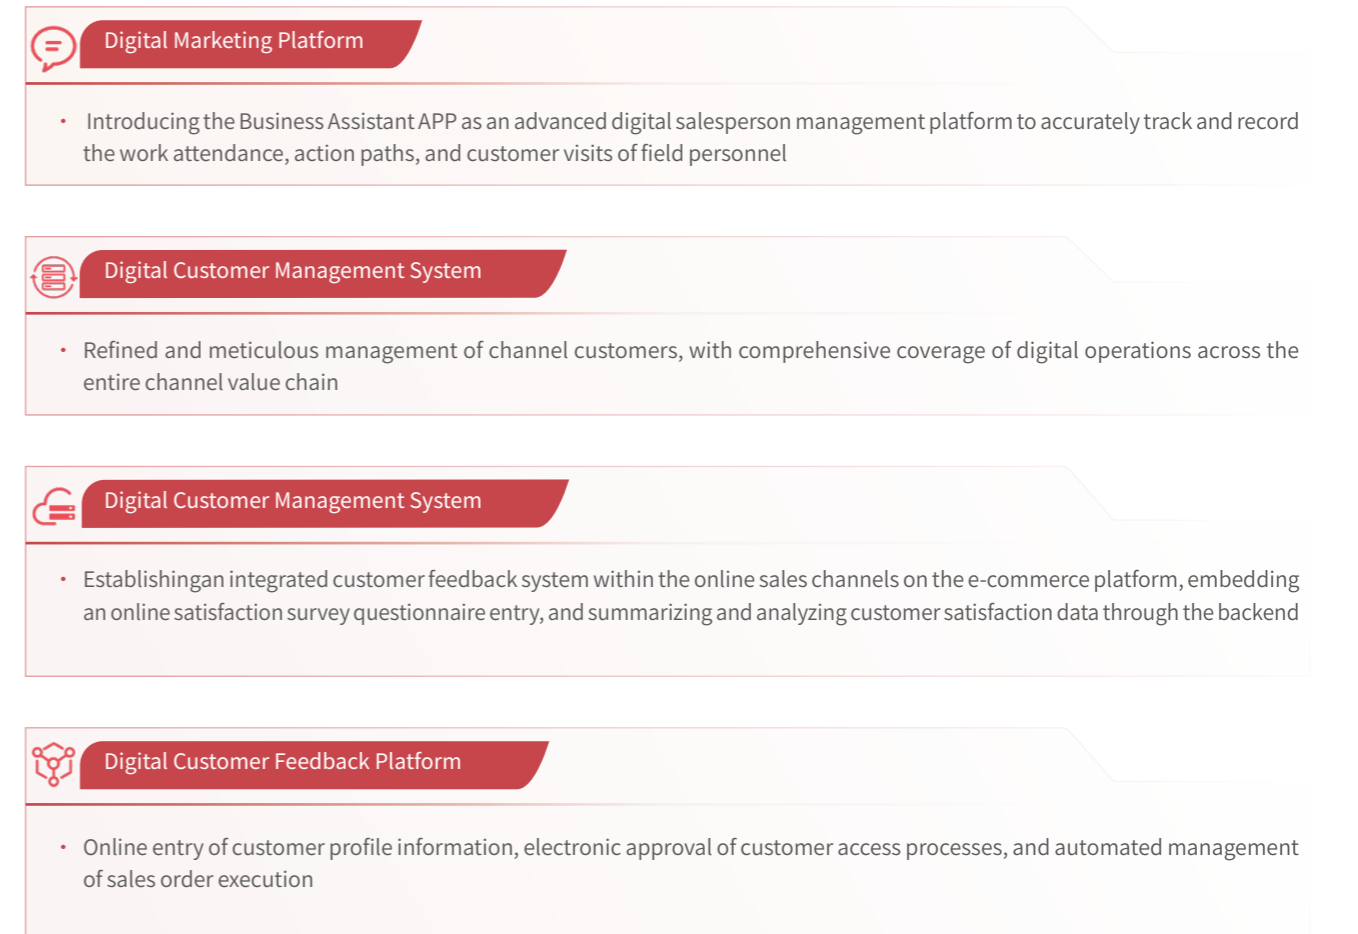 Digital Marketing Platform
• Introducing the Business Assistant APP as an advanced digital salesperson management platform to accurately track and record
the work attendance, action paths, and customer visits of field personnel
Digital Customer Management System
• Refined and meticulous management of channel customers, with comprehensive coverage of digital operations across the
entire channel value chain
Digital Customer Management System
• Establishingan integrated customer feedback system within the online sales channels on the e-commerce platform, embedding
an online satisfaction survey questionnaire entry, and summarizing and analyzing customer satisfaction data through the backend
Digital Customer Feedback Platform
• Online entry of customer profile information, electronic approval of customer access processes, and automated management
of sales order execution